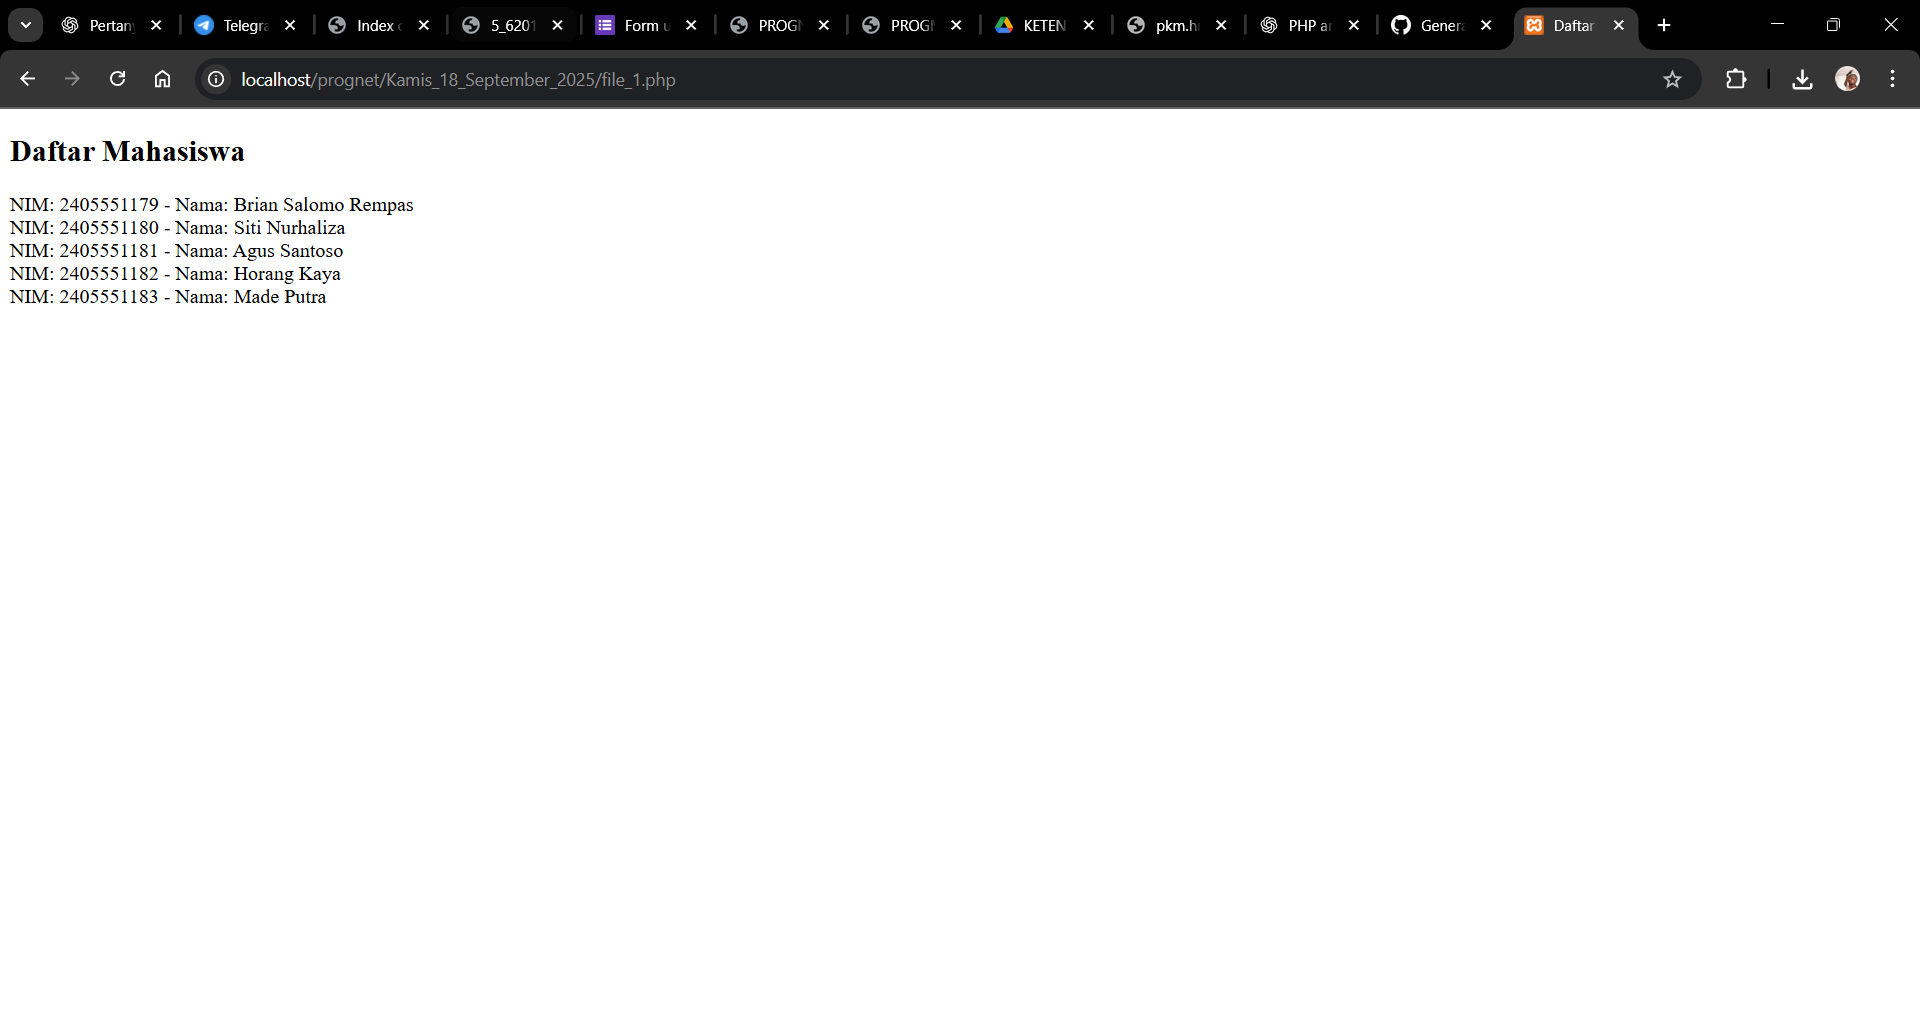 Pertan
Telegra
Index
5_6201
Form u
PROG
PROG
KETEN
pkm.h
PHP ar
Genera
Daftar
localhost/prognet/Kamis_18_September_2025/file_1.php
Daftar Mahasiswa
NIM: 2405551179 - Nama: Brian Salomo Rempas
NIM: 2405551180 - Nama: Siti Nurhaliza
NIM: 2405551181 - Nama: Agus Santoso
NIM: 2405551182 - Nama: Horang Kaya
NIM: 2405551183 - Nama: Made Putra